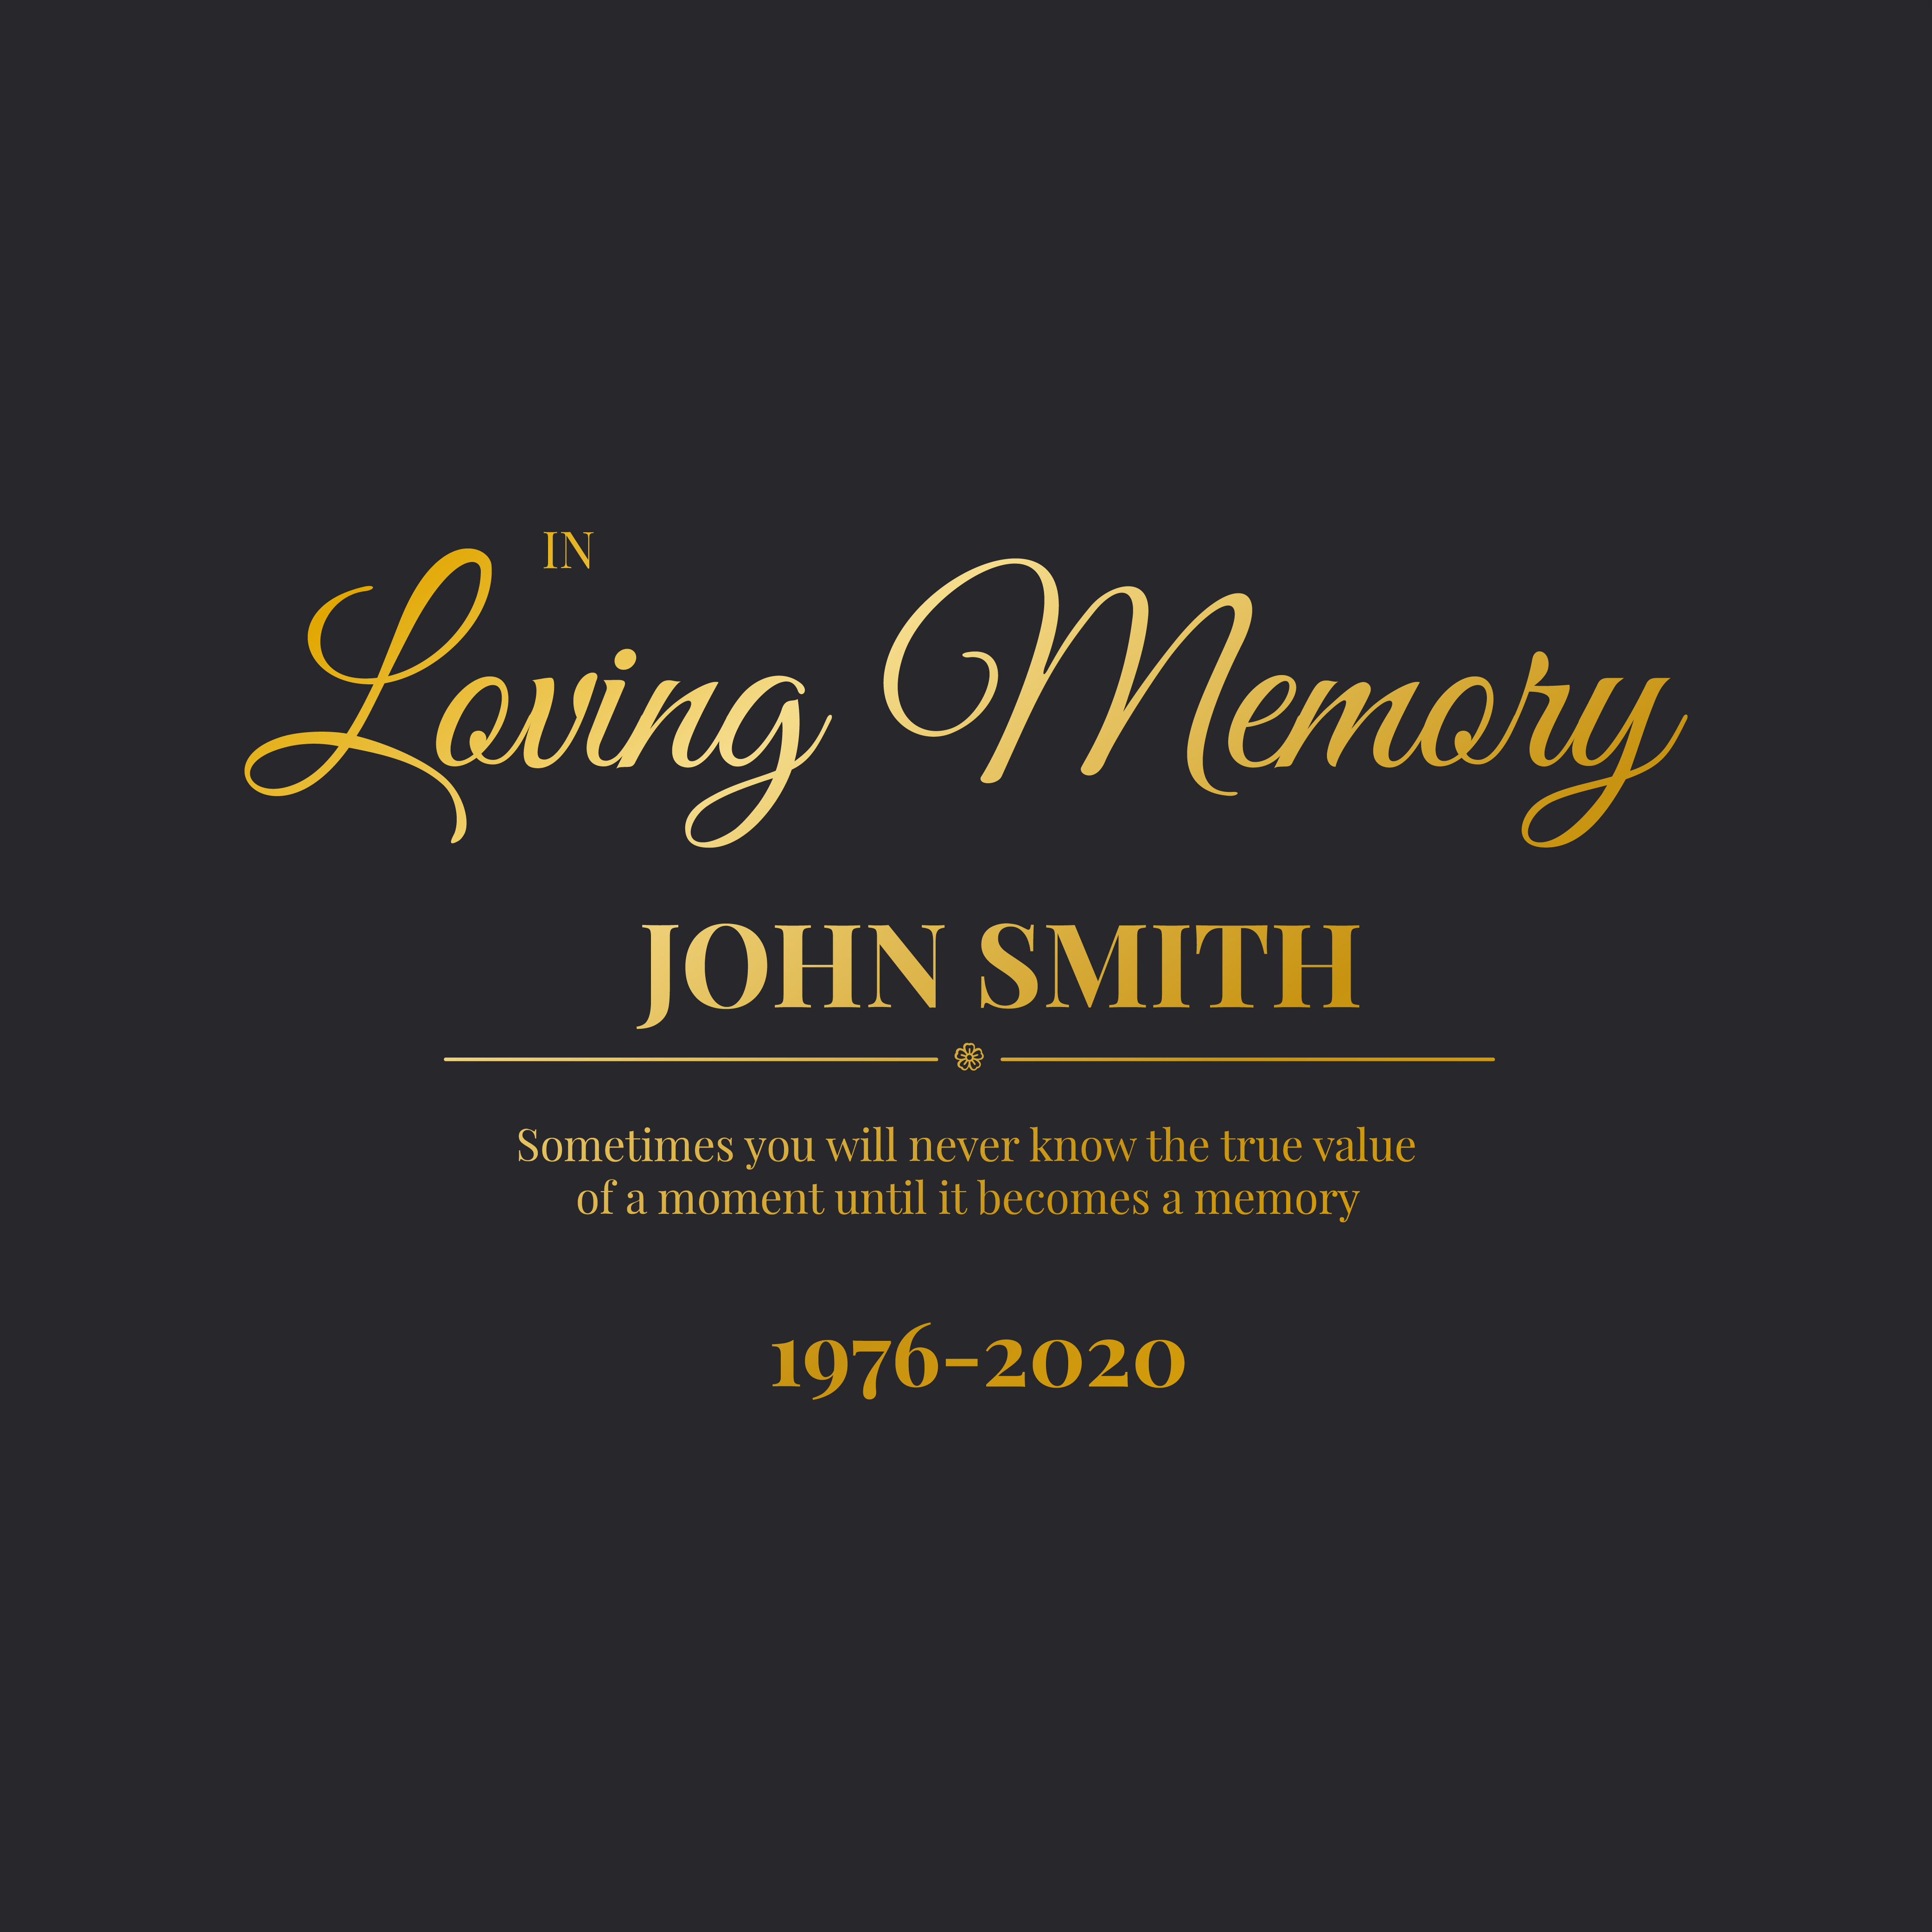 IN
Loving Memory
JOHN SMITH
Sometimes you will never know the true value
of a moment until it becomes a memory
1976-2020